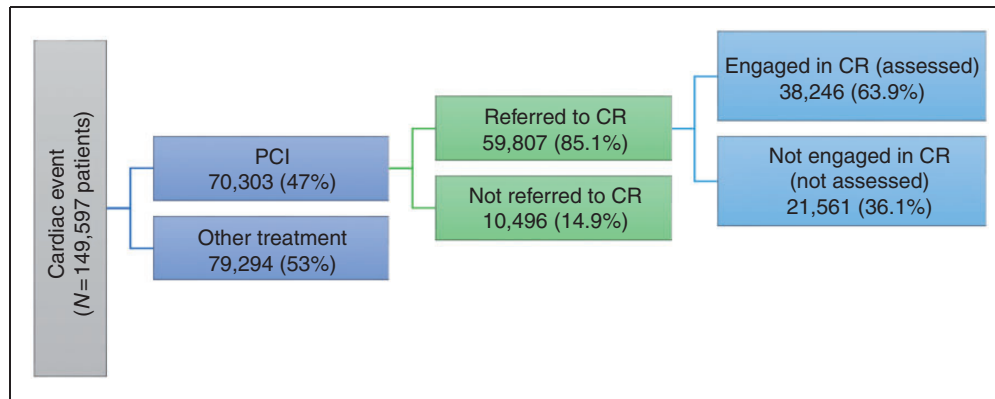 Cardiac event
(N = 149,597 patients)
PCI
70,303 (47%)
Other treatment
79,294 (53%)
Referred to CR
59,807 (85.1%)
Not referred to CR
10,496 (14.9%)
Engaged in CR (assessed)
38,246 (63.9%)
Not engaged in CR
(not assessed)
21,561 (36.1%)